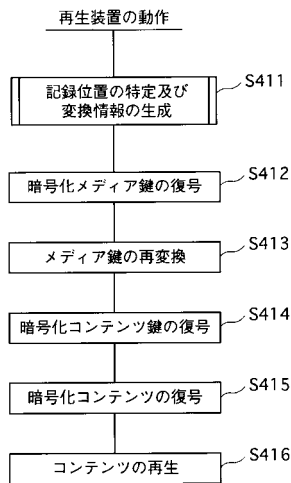 再生装置の動作
記録位置の特定及び
変換情報の生成
S411
暗号化メディア鍵の復号
S412
メディア鍵の再変換
S413
暗号化コンテンツ鍵の復号
S414
暗号化コンテンツの復号
S415
コンテンツの再生
S416